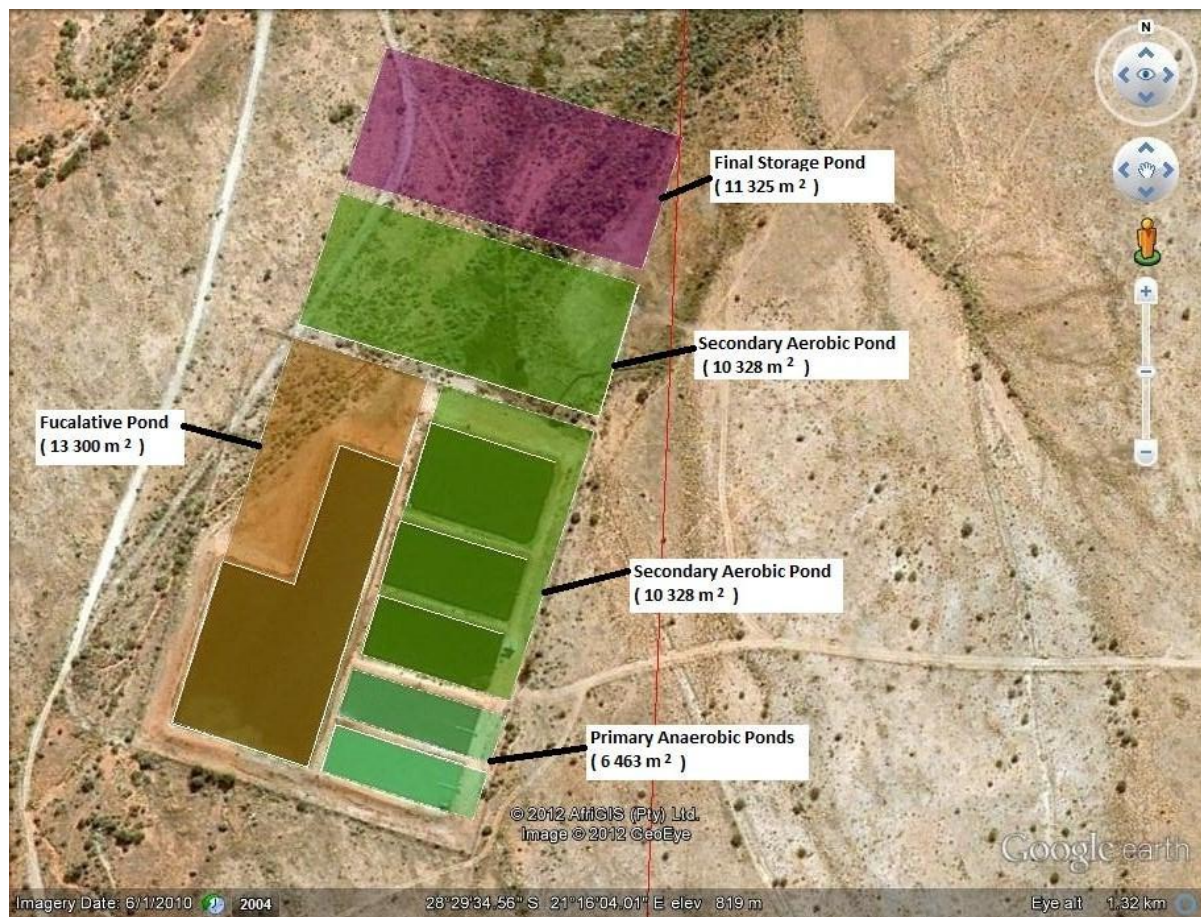 N
Final Storage Pond
( 11 325 m ² )
Secondary Aerobic Pond
( 10 328 m ² )
Fucalative Pond
( 13 300 m ² )
Secondary Aerobic Pond
( 10 328 m ² )
Primary Anaerobic Ponds
( 6 463 m ² )
© 2012 AfriGIS (Pty) Ltd.
Image © 2012 GeoEye
Google earth
Imagery Date: 6/1/2010 2004 28°29'34.56" S 21°16'04.01" E elev 819 m Eye alt 1.32 km